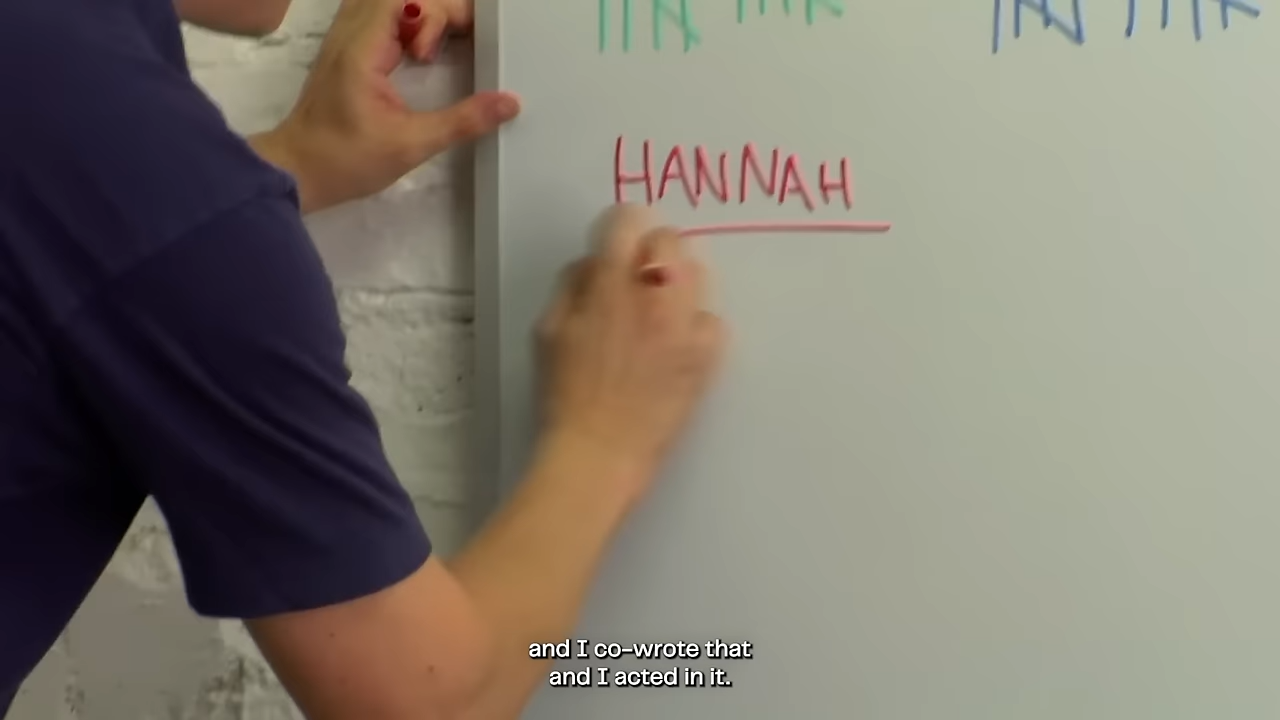 HANNAH
and I co-wrote that
and I acted in it.